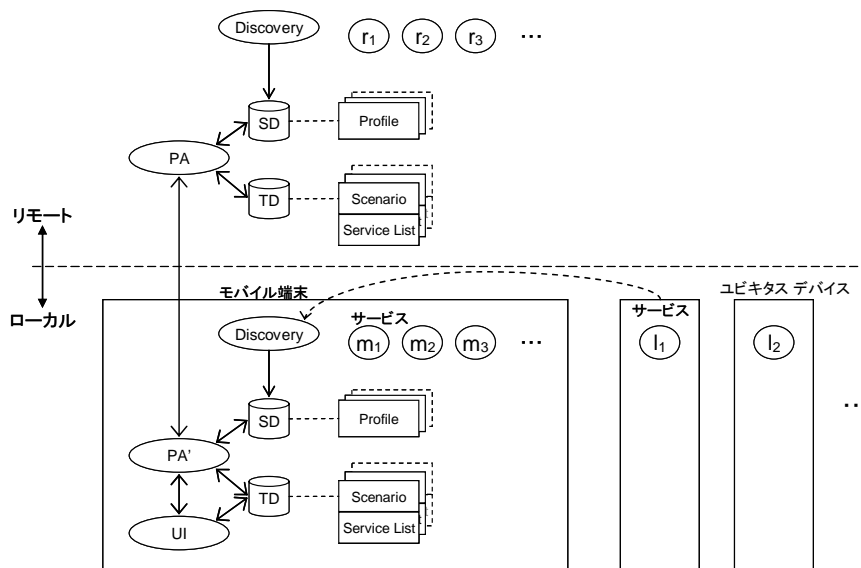 Discovery
r1 r2 r3 …
SD
Profile
PA
TD
Scenario
Service List
リモート
ローカル
モバイル端末
ユビキタス デバイス
サービス
サービス
Discovery
m1 m2 m3 …
l1
l2
SD
Profile
…
PA'
TD
Scenario
Service List
UI